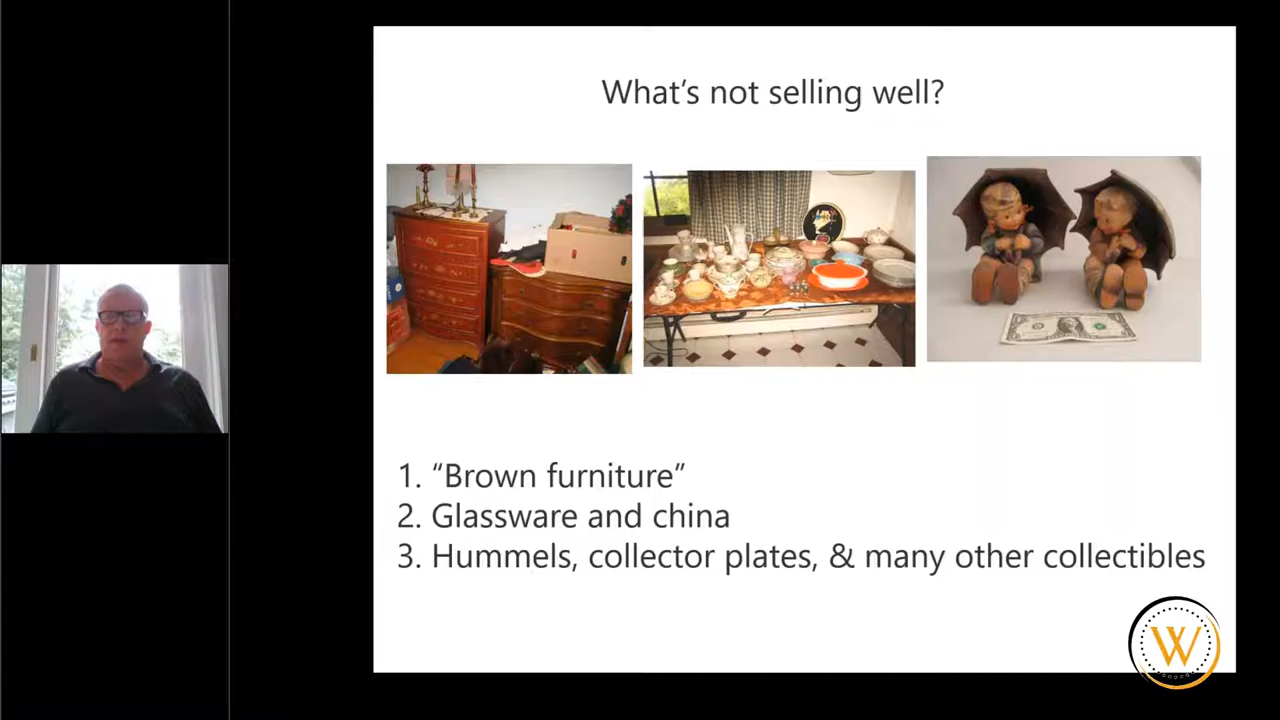 What's not selling well?
1. “Brown furniture”
2. Glassware and china
3. Hummels, collector plates, & many other collectibles
W